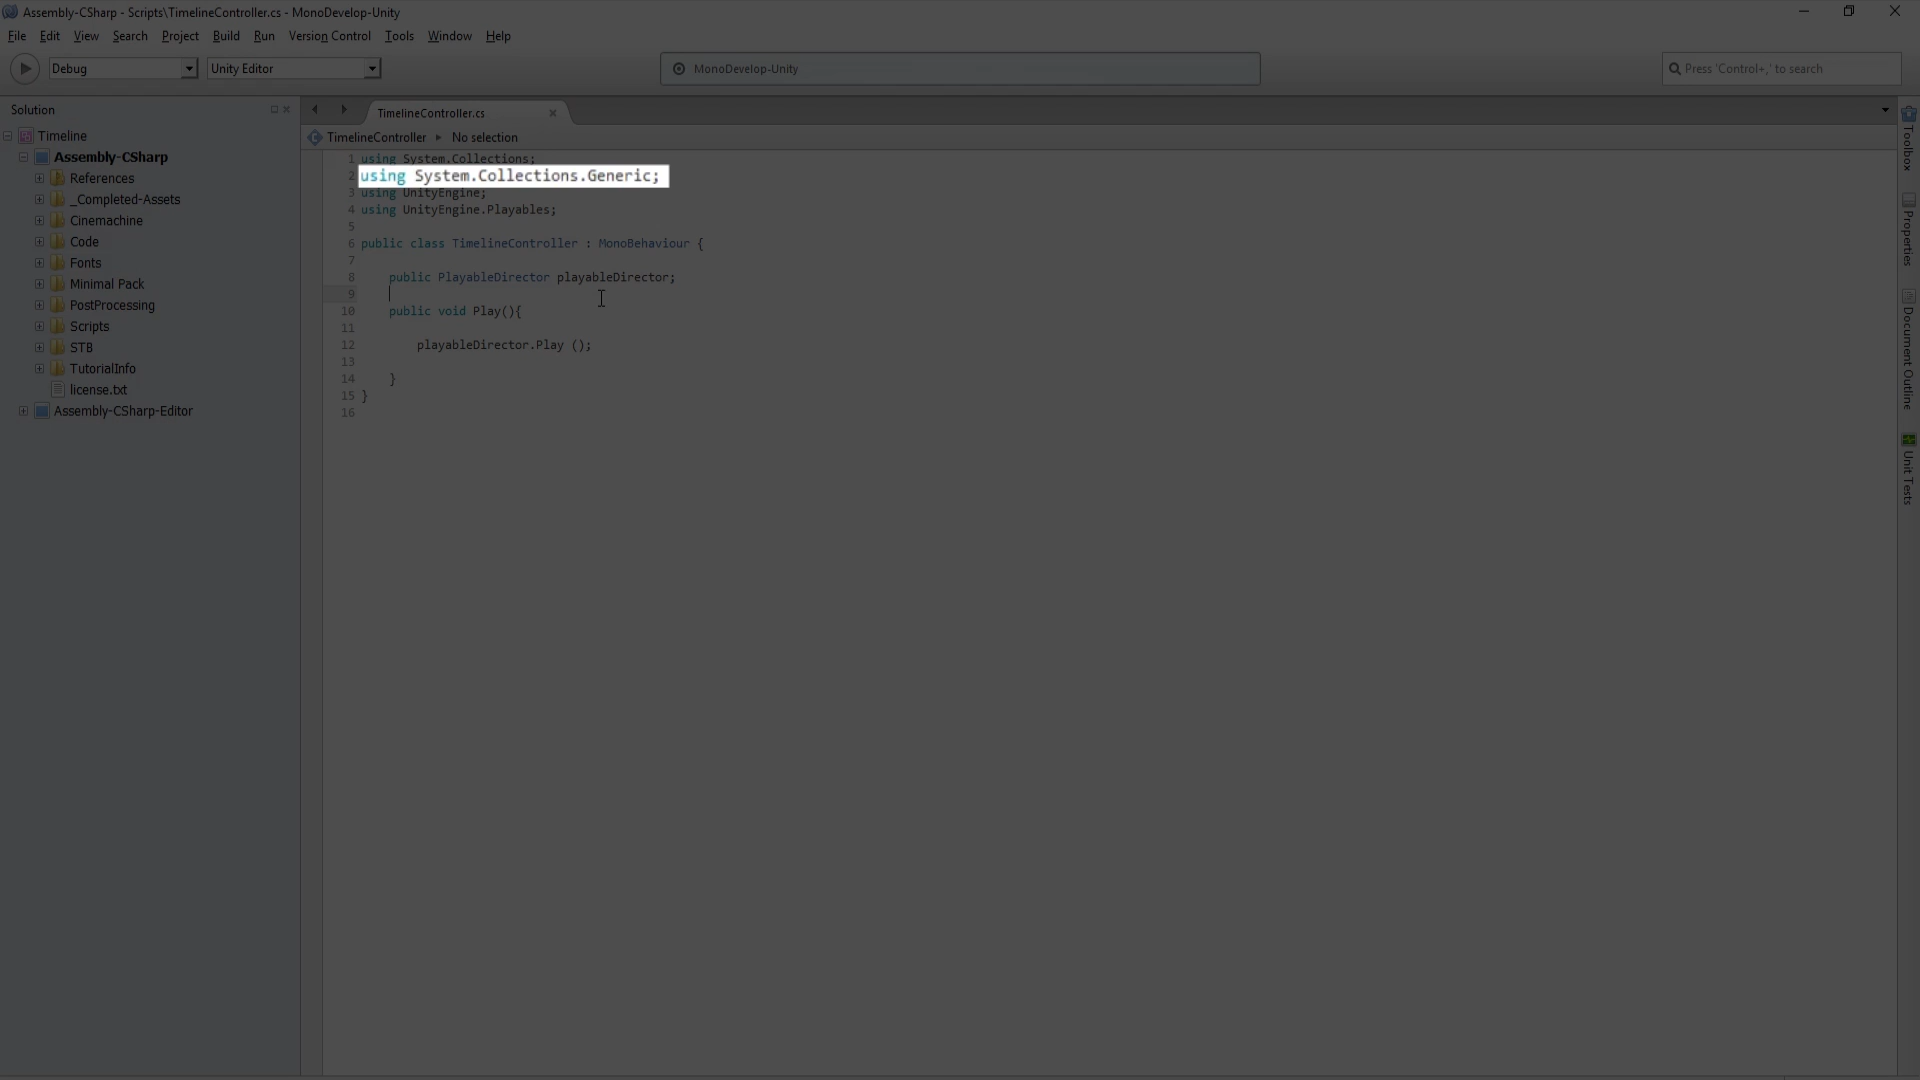 Assembly-CSharp - Scripts\TimelineController.cs - MonoDevelop-Unity
File Edit View Search Project Build Run Version Control Tools Window Help
Debug Unity Editor MonoDevelop-Unity Press 'Control+,' to search
Solution
Timeline
Assembly-CSharp
References
_Completed-Assets
Cinemachine
Code
Fonts
Minimal Pack
PostProcessing
Scripts
STB
TutorialInfo
license.txt
Assembly-CSharp-Editor
TimelineController.cs
TimelineController No selection
1 using System.Collections;
2 using System.Collections.Generic;
3 using UnityEngine;
4 using UnityEngine.Playables;
5
6 public class TimelineController : MonoBehaviour {
7
8 public PlayableDirector playableDirector;
9
10 public void Play(){
11
12 playableDirector.Play ();
13
14 }
15 }
16
Toolbox
Properties
Document Outline
Unit Tests